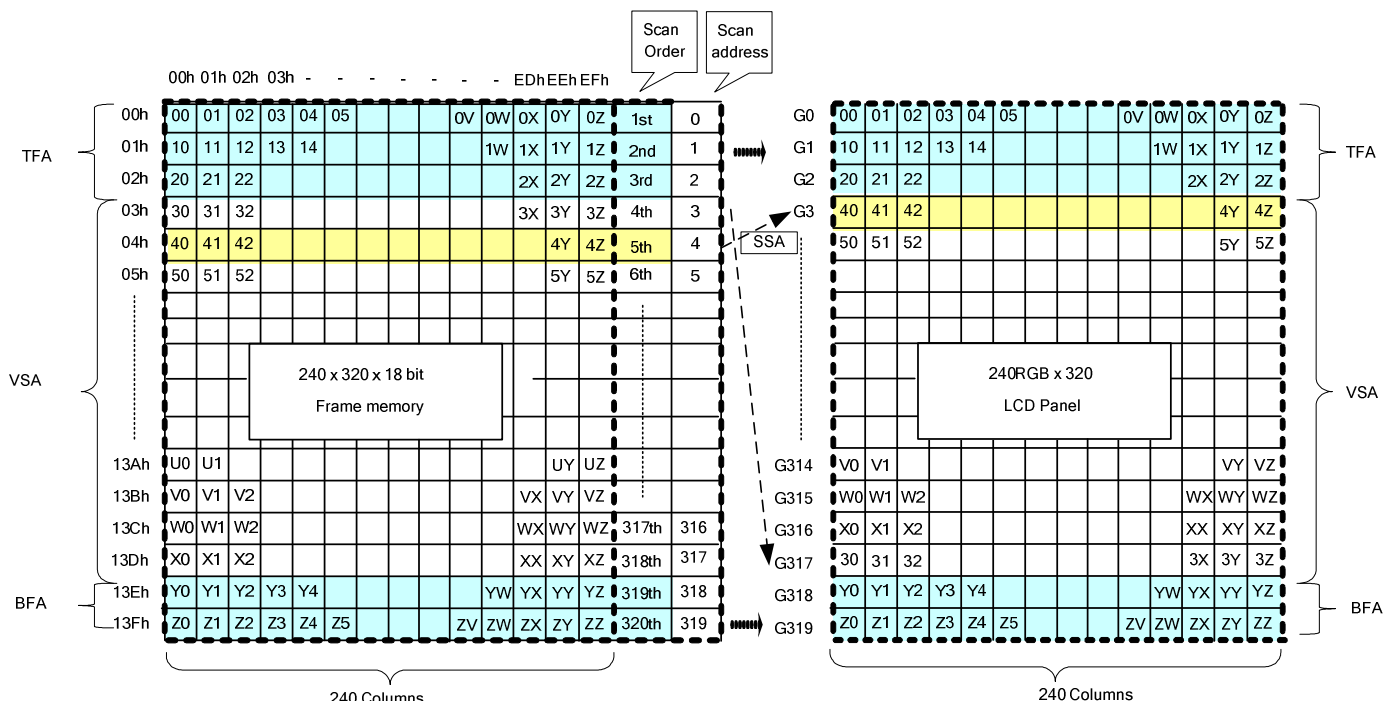 Scan Order
Scan address
00h 01h 02h 03h - - - - - - - EDh EEh EFh
00h 00 01 02 03 04 05 0V 0W 0X 0Y 0Z 1st 0 G0 00 01 02 03 04 05 0V 0W 0X 0Y 0Z
01h 10 11 12 13 14 1W 1X 1Y 1Z 2nd 1 G1 10 11 12 13 14 1W 1X 1Y 1Z
TFA TFA
02h 20 21 22 2X 2Y 2Z 3rd 2 G2 20 21 22 2X 2Y 2Z
03h 30 31 32 3X 3Y 3Z 4th 3 G3 40 41 42 4Y 4Z
04h 40 41 42 4Y 4Z 5th 4 SSA 50 51 52 5Y 5Z
05h 50 51 52 5Y 5Z 6th 5
VSA VSA
240 x 320 x 18 bit
Frame memory
240RGB x 320
LCD Panel
13Ah U0 U1 UY UZ G314 V0 V1 VY VZ
13Bh V0 V1 V2 VX VY VZ G315 W0 W1 W2 WX WY WZ
13Ch W0 W1 W2 WX WY WZ 317th 316 G316 X0 X1 X2 XX XY XZ
13Dh X0 X1 X2 XX XY XZ 318th 317 G317 30 31 32 3X 3Y 3Z
13Eh Y0 Y1 Y2 Y3 Y4 YW YX YY YZ 319th 318 G318 Y0 Y1 Y2 Y3 Y4 YW YX YY YZ
BFA BFA
13Fh Z0 Z1 Z2 Z3 Z4 Z5 ZV ZW ZX ZY ZZ 320th 319 G319 Z0 Z1 Z2 Z3 Z4 Z5 ZV ZW ZX ZY ZZ
240 Columns
240 Columns